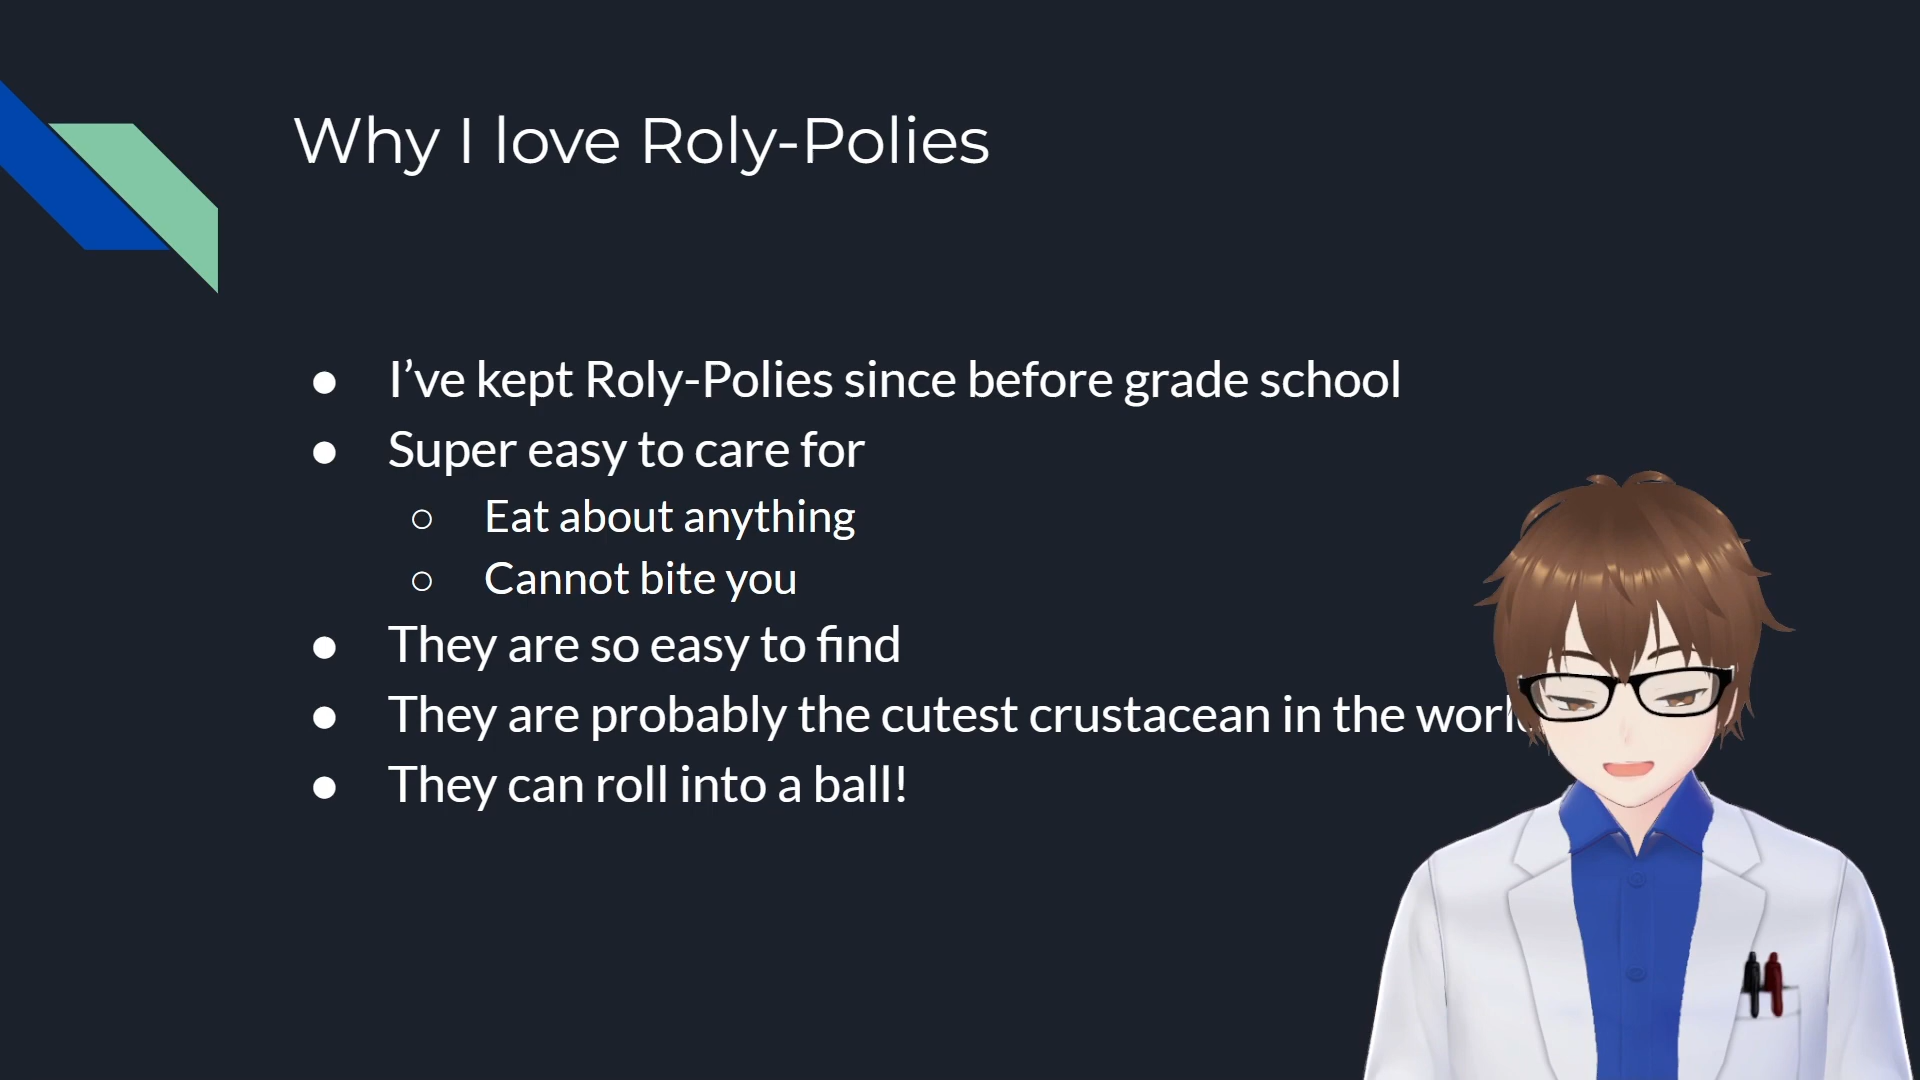 Why I love Roly-Polies
● I’ve kept Roly-Polies since before grade school
● Super easy to care for
○ Eat about anything
○ Cannot bite you
● They are so easy to find
● They are probably the cutest crustacean in the
● They can roll into a ball!